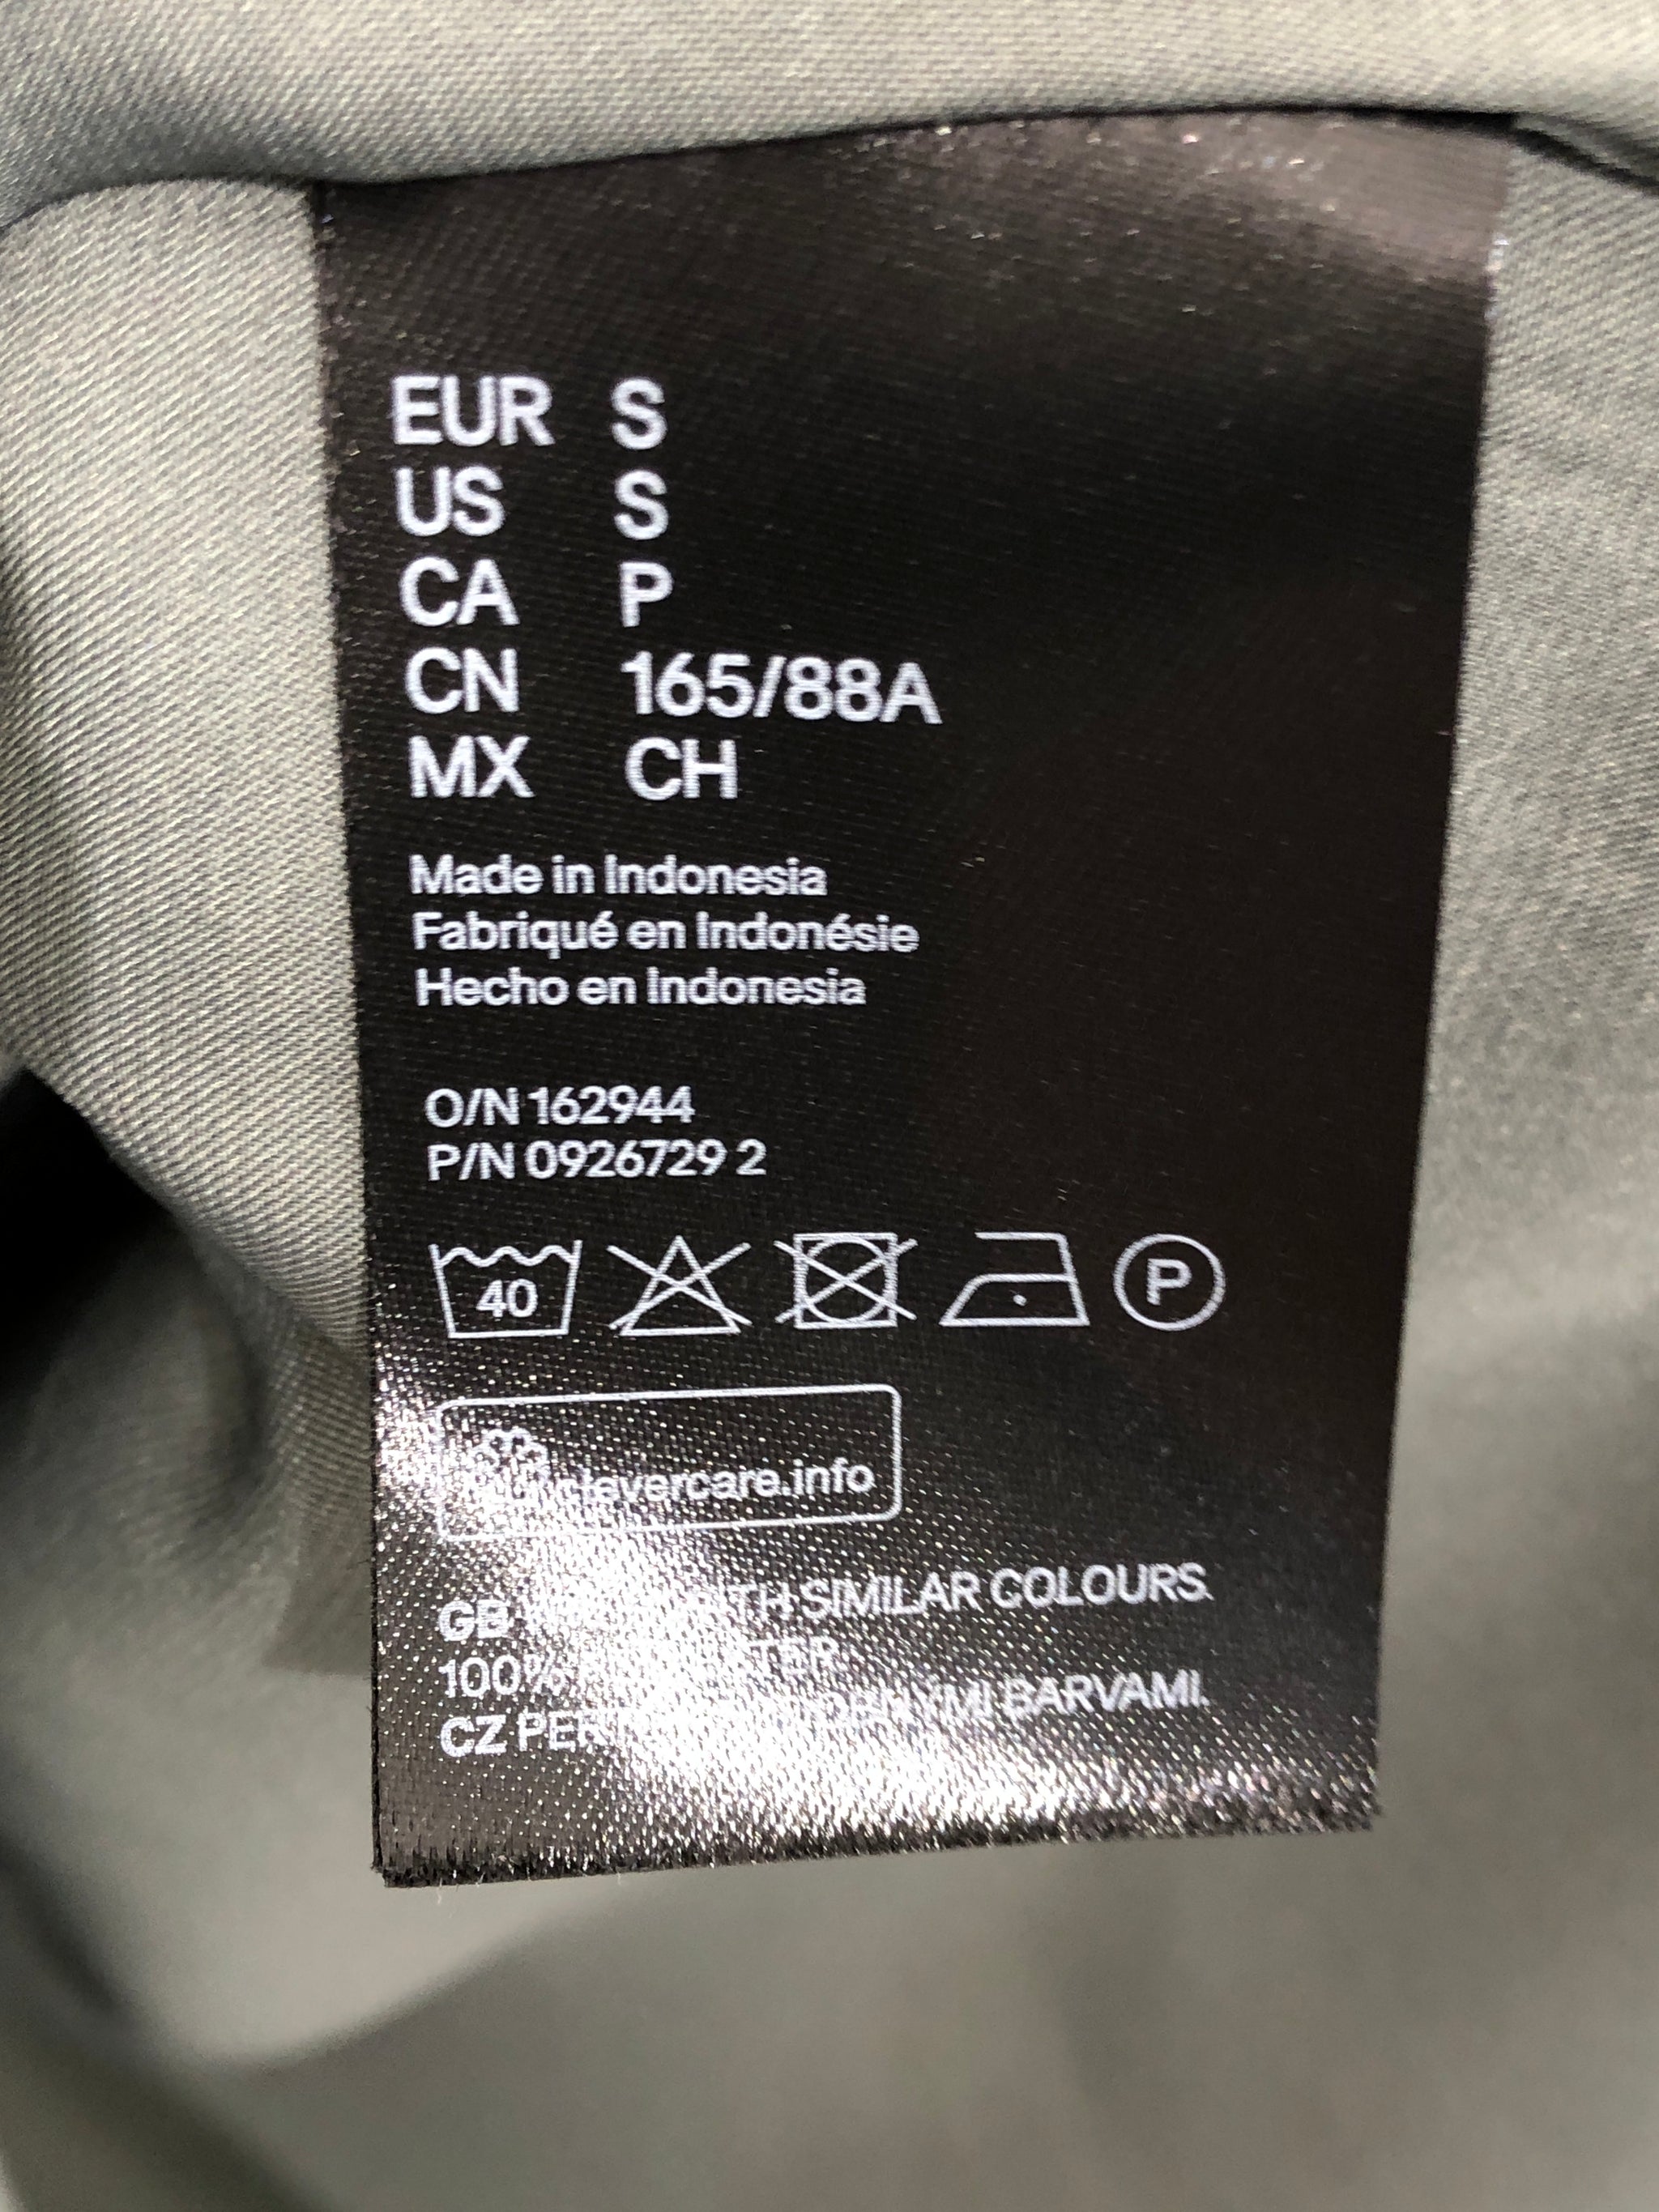 EUR S
US S
CA P
CN 165/88A
MX CH
Made in Indonesia
Fabriqué en Indonésie
Hecho en Indonesia
O/N 162944
P/N 0926729 2
40
P
clevercare.info
GB SIMILAR COLOURS.
100%
CZ BARVAMI.